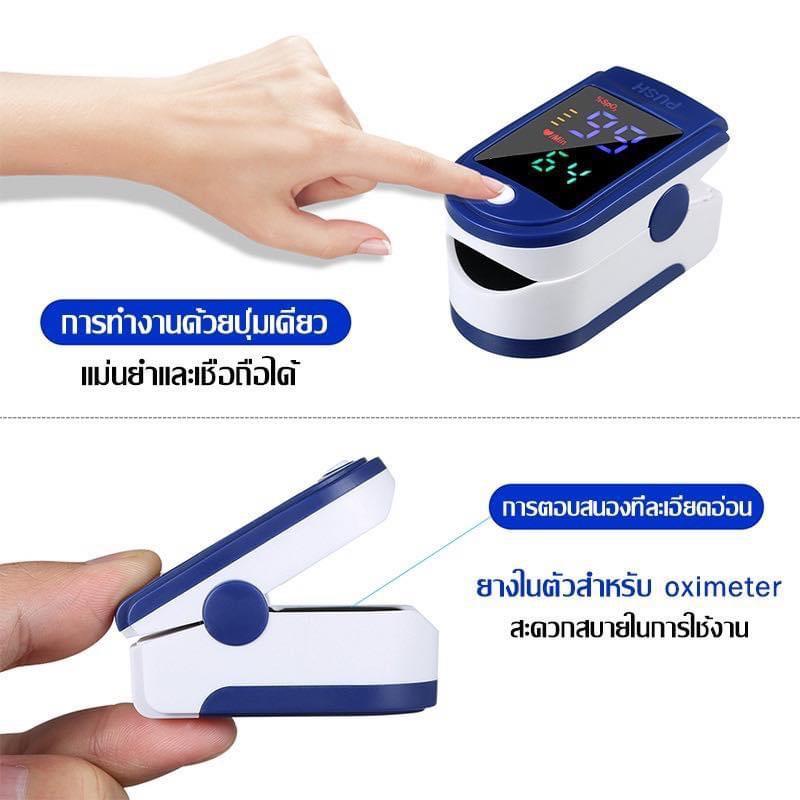 PUSH
%SpO₂
99
♥/Min
64
การทำงานด้วยปุ่มเดียว
แม่นยำและเชื่อถือได้
การตอบสนองที่ละเอียดอ่อน
ยางในตัวสำหรับ oximeter
สะดวกสบายในการใช้งาน